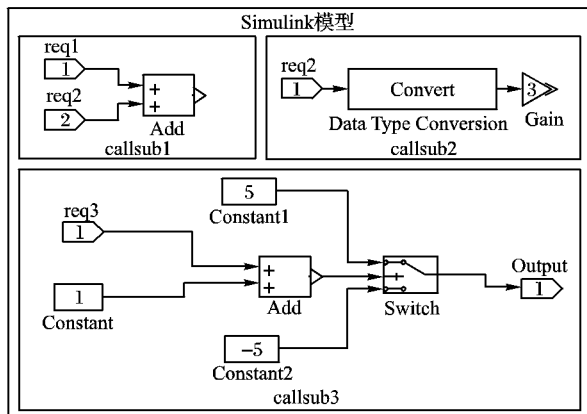 Simulink模型
req1
1
req2
2
+
+
Add
callsub1
req2
1
Convert
Data Type Conversion
3
Gain
callsub2
5
Constant1
req3
1
1
Constant
+
+
Add
-5
Constant2
Switch
Output
1
callsub3